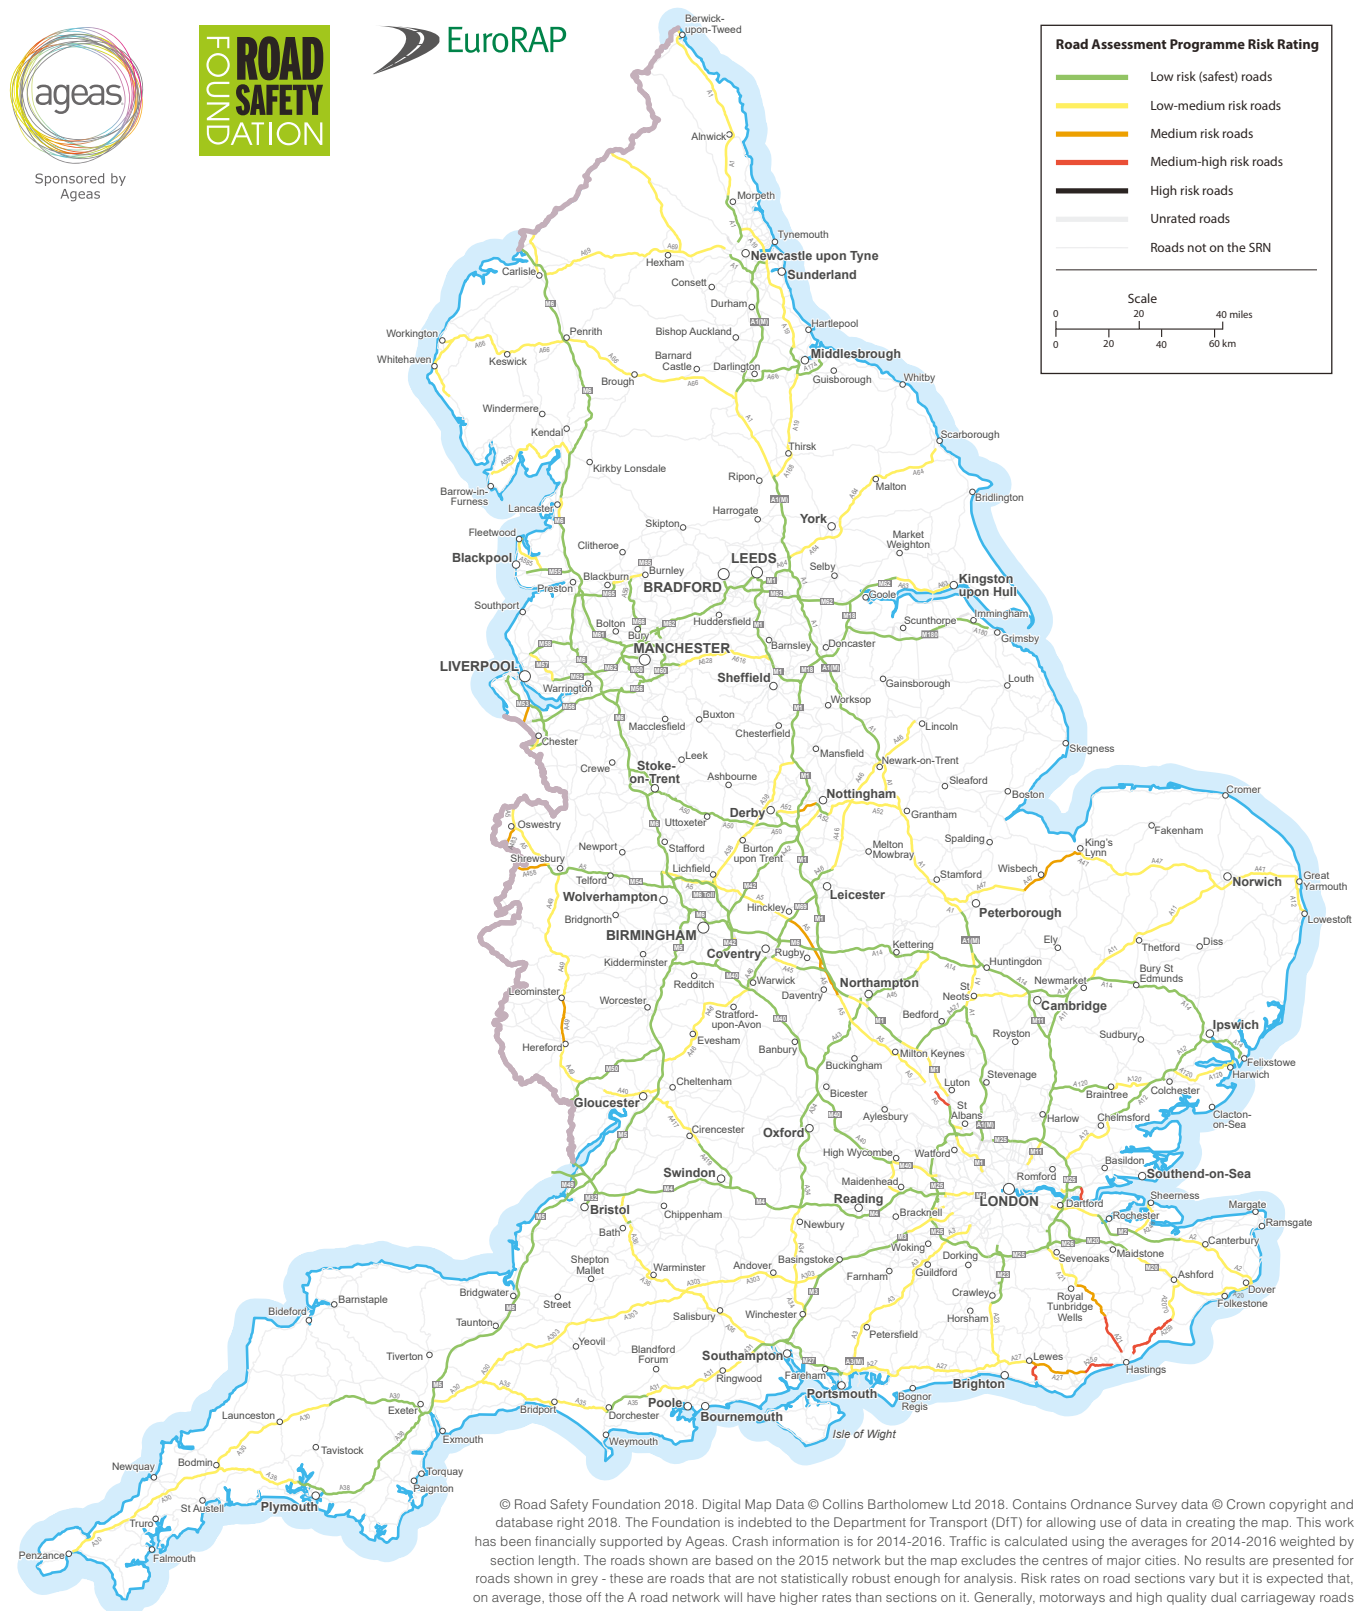 ageas
Sponsored by
Ageas
ROAD
SAFETY
FOUNDATION
EuroRAP
Road Assessment Programme Risk Rating
Low risk (safest) roads
Low-medium risk roads
Medium risk roads
Medium-high risk roads
High risk roads
Unrated roads
Roads not on the SRN
Scale
0 20 40 miles
0 20 40 60 km
Berwick-
upon-Tweed
Alnwick
Morpeth
Tynemouth
Newcastle upon Tyne
Sunderland
Hexham
Carlisle
Consett
Durham
Hartlepool
Workington
Penrith
Bishop Auckland
Middlesbrough
Whitehaven
Keswick
Barnard
Castle
Darlington
Guisborough
Whitby
Brough
Windermere
Kendal
Scarborough
Thirsk
Kirkby Lonsdale
Ripon
Malton
Barrow-in-
Furness
Bridlington
Lancaster
Harrogate
York
Skipton
Fleetwood
Market
Weighton
Clitheroe
Blackpool
LEEDS
Selby
Burnley
BRADFORD
Kingston
upon Hull
Blackburn
Preston
Goole
Southport
Immingham
Huddersfield
Scunthorpe
Bolton
Bury
Grimsby
MANCHESTER
Barnsley
Doncaster
LIVERPOOL
Sheffield
Warrington
Gainsborough
Louth
Worksop
Buxton
Macclesfield
Lincoln
Chesterfield
Chester
Skegness
Mansfield
Leek
Crewe
Stoke-
on-Trent
Newark-on-Trent
Ashbourne
Sleaford
Boston
Cromer
Nottingham
Derby
Grantham
Oswestry
Uttoxeter
Fakenham
Spalding
Stafford
Burton
upon Trent
Newport
Melton
Mowbray
King's
Lynn
Shrewsbury
Wisbech
Lichfield
Telford
Stamford
Norwich
Great
Yarmouth
Wolverhampton
Leicester
Hinckley
Peterborough
Bridgnorth
Lowestoft
BIRMINGHAM
Coventry
Kettering
Ely
Thetford
Diss
Rugby
Kidderminster
Huntingdon
Bury St
Edmunds
Newmarket
Redditch
Warwick
Northampton
St
Neots
Leominster
Worcester
Daventry
Cambridge
Stratford-
upon-Avon
Bedford
Ipswich
Royston
Sudbury
Evesham
Hereford
Banbury
Milton Keynes
Felixstowe
Buckingham
Harwich
Stevenage
Cheltenham
Luton
Colchester
Bicester
Braintree
Gloucester
Aylesbury
St
Albans
Harlow
Chelmsford
Clacton-
on-Sea
Cirencester
Oxford
High Wycombe
Watford
Romford
Basildon
Southend-on-Sea
Swindon
Maidenhead
LONDON
Sheerness
Reading
Dartford
Margate
Bristol
Chippenham
Bracknell
Rochester
Ramsgate
Newbury
Bath
Woking
Canterbury
Sevenoaks
Maidstone
Shepton
Mallet
Warminster
Andover
Basingstoke
Dorking
Guildford
Farnham
Ashford
Dover
Barnstaple
Bridgwater
Street
Crawley
Royal
Tunbridge
Wells
Folkestone
Bideford
Taunton
Salisbury
Winchester
Horsham
Yeovil
Petersfield
Tiverton
Blandford
Forum
Southampton
Lewes
Hastings
Ringwood
Fareham
Brighton
Portsmouth
Bognor
Regis
Bridport
Poole
Bournemouth
Dorchester
Launceston
Exeter
Weymouth
Isle of Wight
Exmouth
Tavistock
Bodmin
Newquay
Torquay
Paignton
St Austell
Plymouth
Truro
Falmouth
Penzance
© Road Safety Foundation 2018. Digital Map Data © Collins Bartholomew Ltd 2018. Contains Ordnance Survey data © Crown copyright and
database right 2018. The Foundation is indebted to the Department for Transport (DfT) for allowing use of data in creating the map. This work
has been financially supported by Ageas. Crash information is for 2014-2016. Traffic is calculated using the averages for 2014-2016 weighted by
section length. The roads shown are based on the 2015 network but the map excludes the centres of major cities. No results are presented for
roads shown in grey - these are roads that are not statistically robust enough for analysis. Risk rates on road sections vary but it is expected that,
on average, those off the A road network will have higher rates than sections on it. Generally, motorways and high quality dual carriageway roads